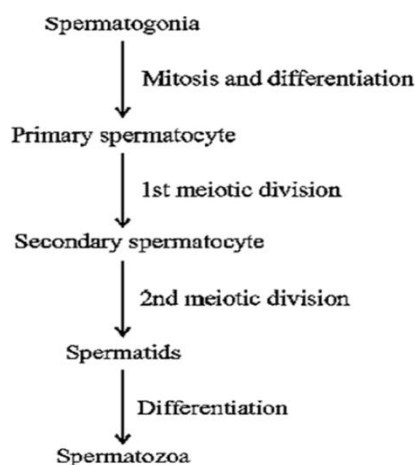 Spermatogonia
Mitosis and differentiation
Primary spermatocyte
1st meiotic division
Secondary spermatocyte
2nd meiotic division
Spermatids
Differentiation
Spermatozoa